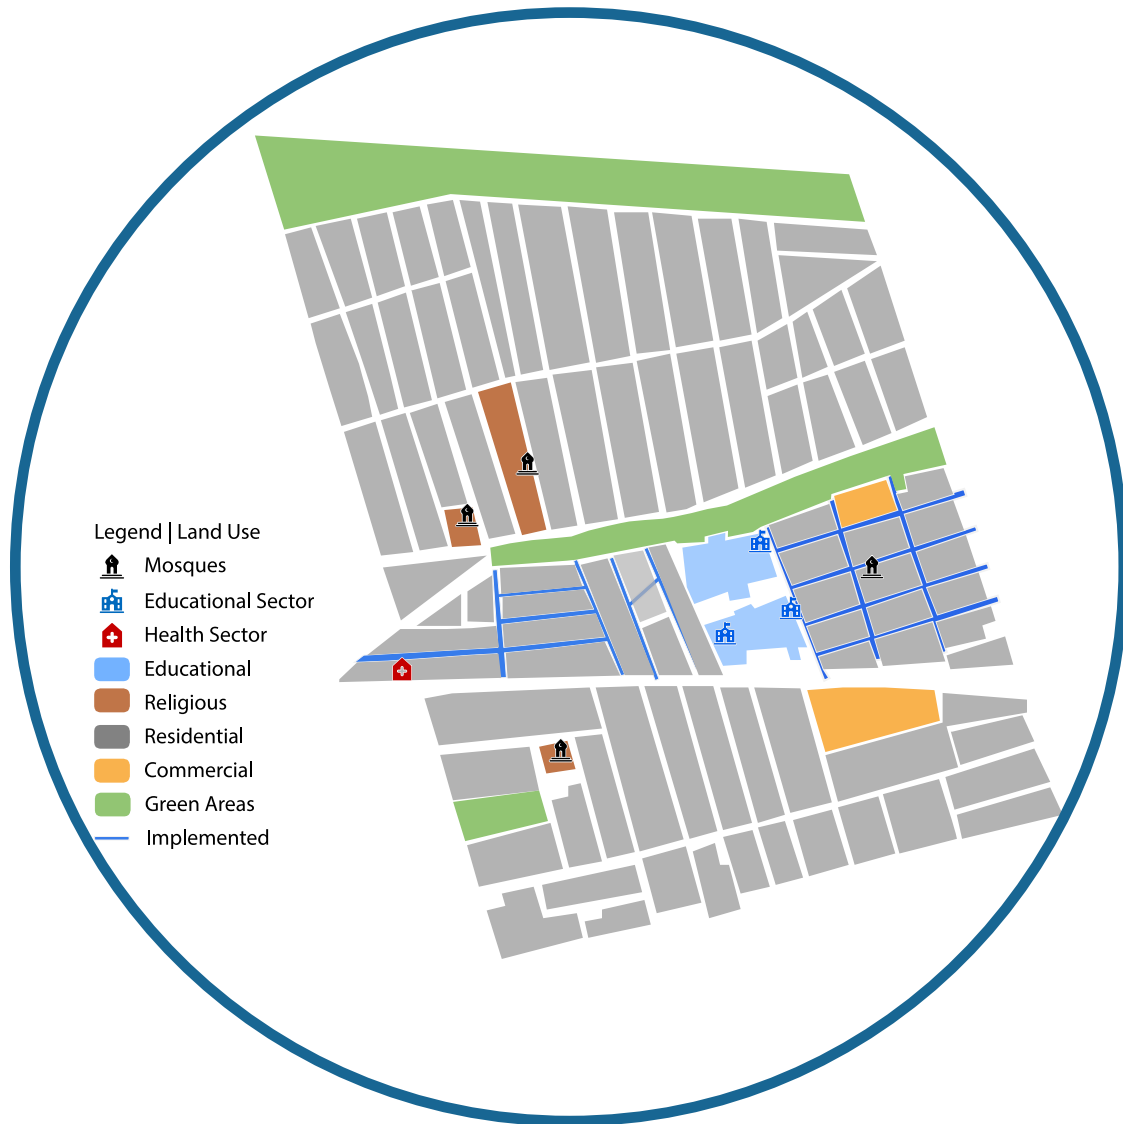 Legend | Land Use
Mosques
Educational Sector
Health Sector
Educational
Religious
Residential
Commercial
Green Areas
Implemented